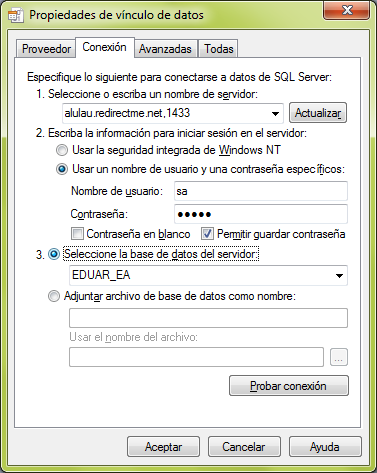 Propiedades de vínculo de datos
Proveedor Conexión Avanzadas Todas
Especifique lo siguiente para conectarse a datos de SQL Server:
1. Seleccione o escriba un nombre de servidor:
alulau.redirectme.net,1433 Actualizar
2. Escriba la información para iniciar sesión en el servidor:
Usar la seguridad integrada de Windows NT
Usar un nombre de usuario y una contraseña específicos:
Nombre de usuario: sa
Contraseña: •••••
Contraseña en blanco Permitir guardar contraseña
3. Seleccione la base de datos del servidor:
EDUAR_EA
Adjuntar archivo de base de datos como nombre:
Usar el nombre del archivo:
...
Probar conexión
Aceptar Cancelar Ayuda